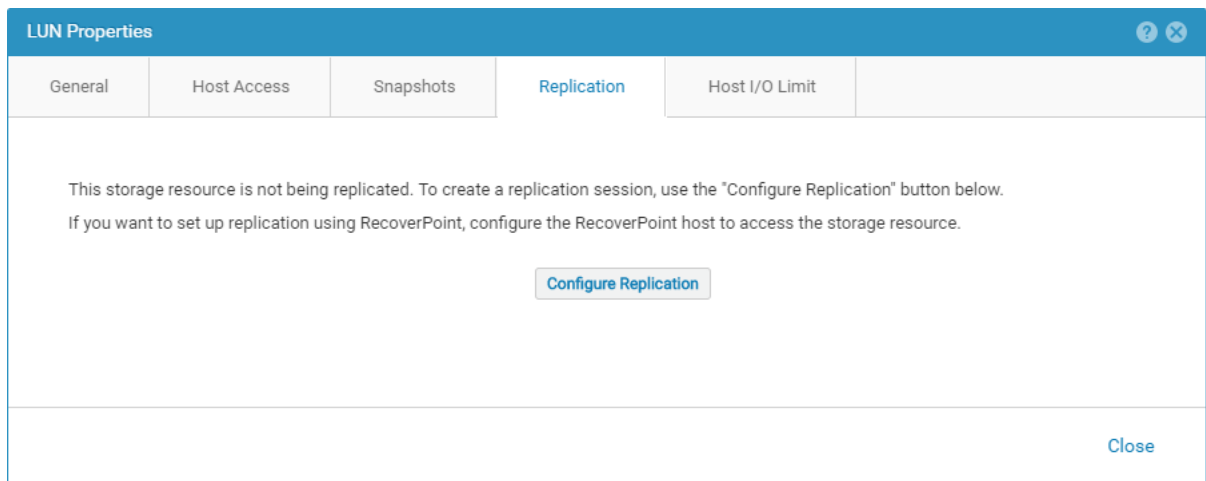 LUN Properties
General Host Access Snapshots Replication Host I/O Limit
This storage resource is not being replicated. To create a replication session, use the "Configure Replication" button below.
If you want to set up replication using RecoverPoint, configure the RecoverPoint host to access the storage resource.
Configure Replication
Close